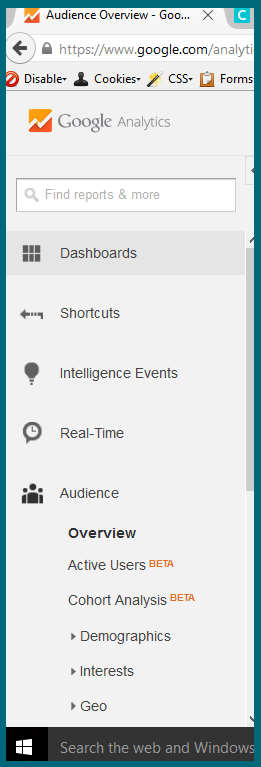 Audience Overview - Goo...
C
https://www.google.com/analyti
Disable▾ Cookies▾ CSS▾ Forms
Google Analytics
Find reports & more
Dashboards
Shortcuts
Intelligence Events
Real-Time
Audience
Overview
Active Users BETA
Cohort Analysis BETA
Demographics
Interests
Geo
Search the web and Windows